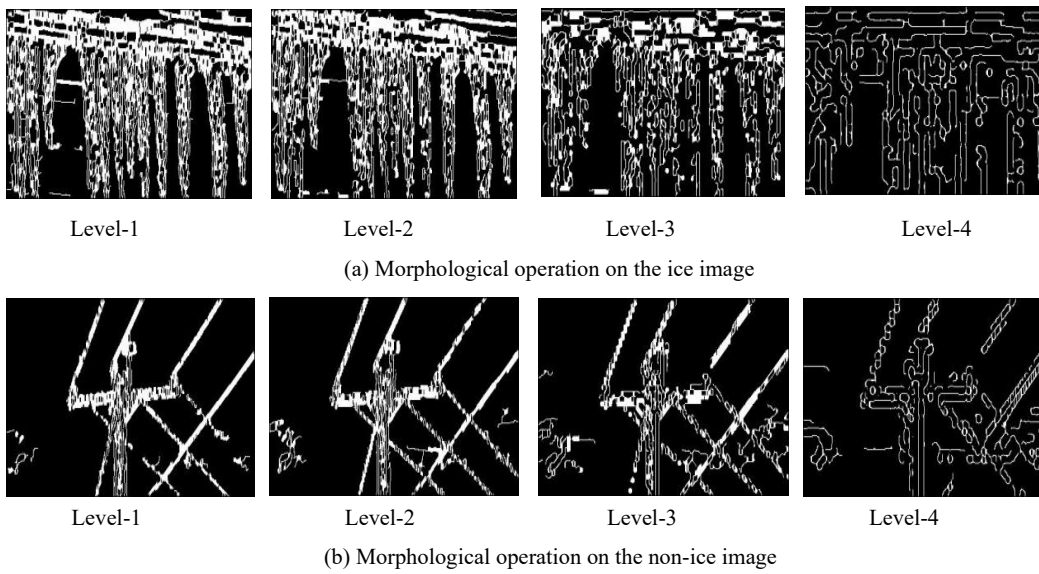 Level-1 Level-2 Level-3 Level-4
(a) Morphological operation on the ice image
Level-1 Level-2 Level-3 Level-4
(b) Morphological operation on the non-ice image